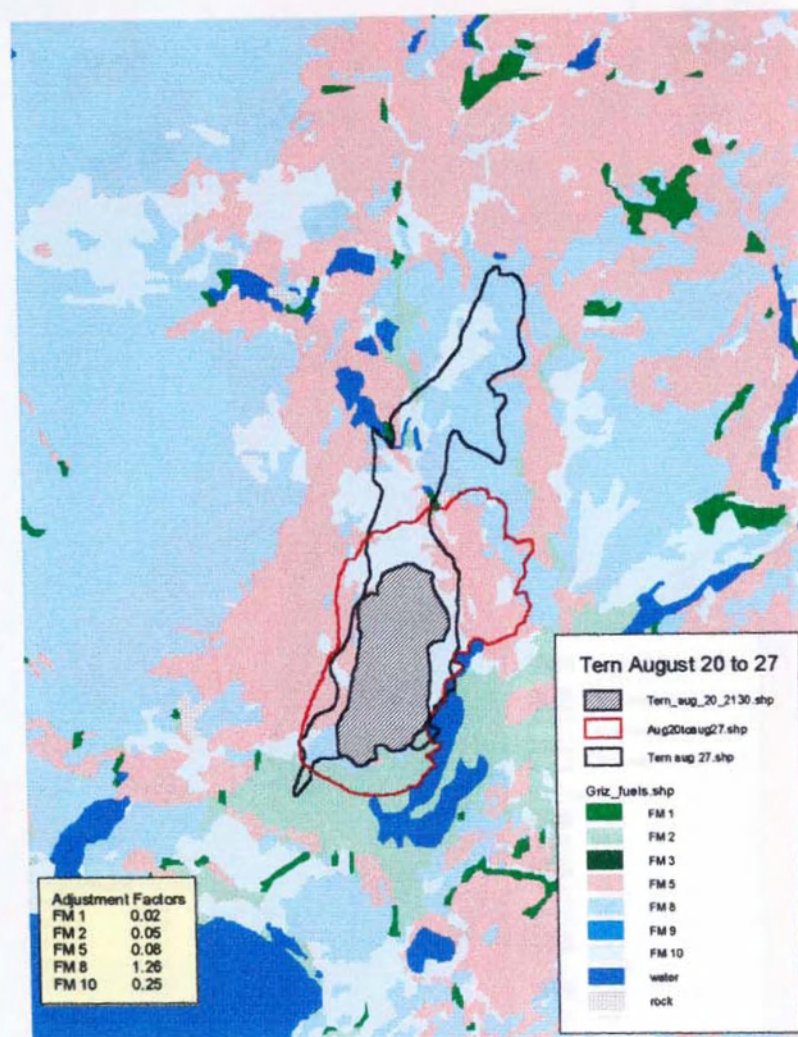 Tern August 20 to 27
Tern_aug_20_2130.shp
Aug20toaug27.shp
Tern aug 27.shp
Griz_fuels.shp
FM 1
FM 2
FM 3
FM 5
FM 8
FM 9
FM 10
water
rock
Adjustment Factors
FM 1 0.02
FM 2 0.05
FM 5 0.08
FM 8 1.26
FM 10 0.25